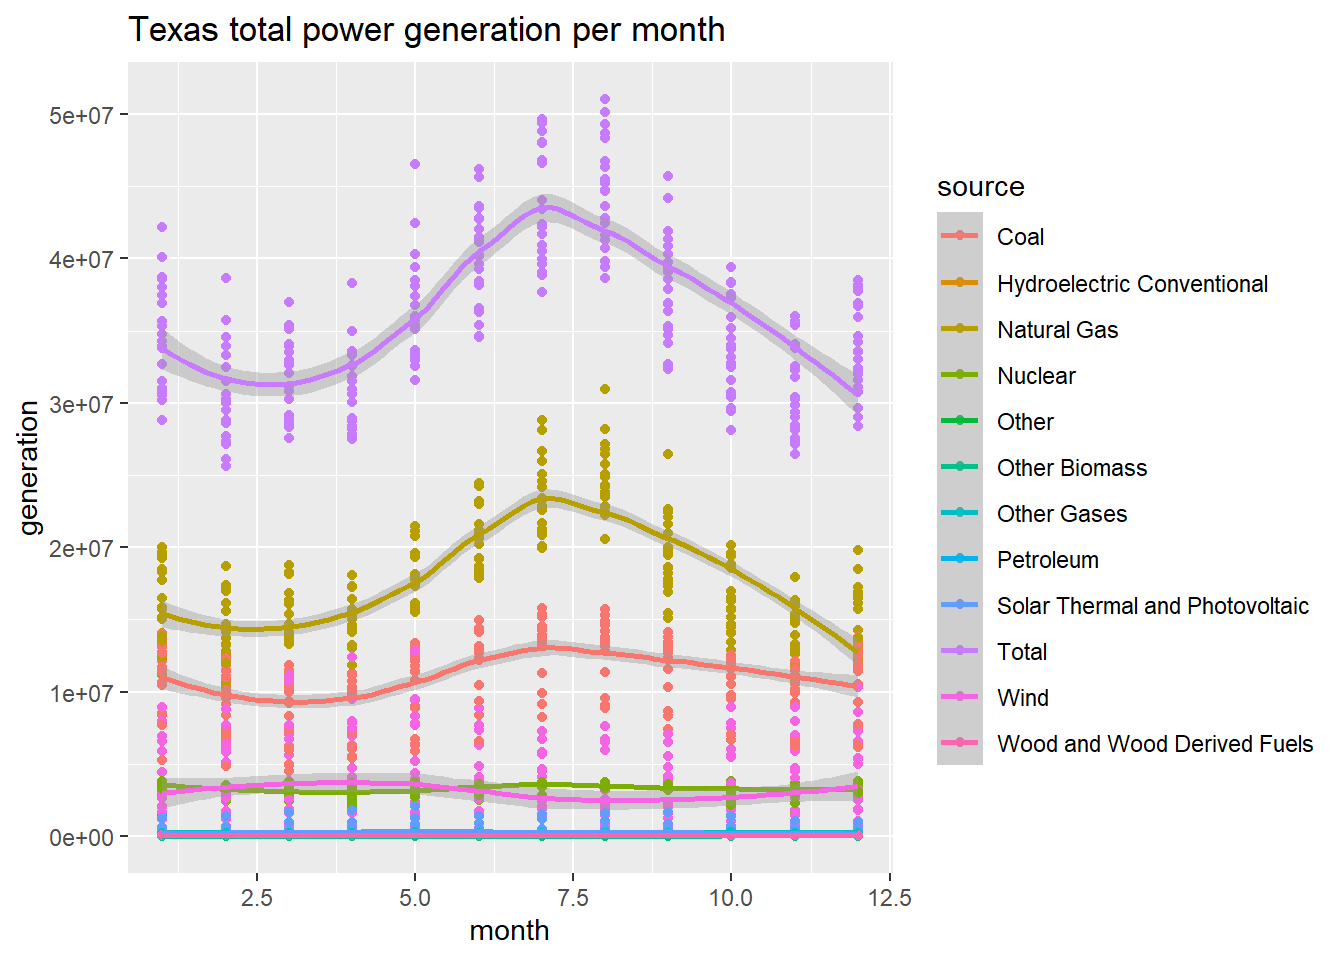 Texas total power generation per month
5e+07
4e+07
3e+07
2e+07
1e+07
0e+00
generation
2.5
5.0
7.5
10.0
12.5
month
source
Coal
Hydroelectric Conventional
Natural Gas
Nuclear
Other
Other Biomass
Other Gases
Petroleum
Solar Thermal and Photovoltaic
Total
Wind
Wood and Wood Derived Fuels